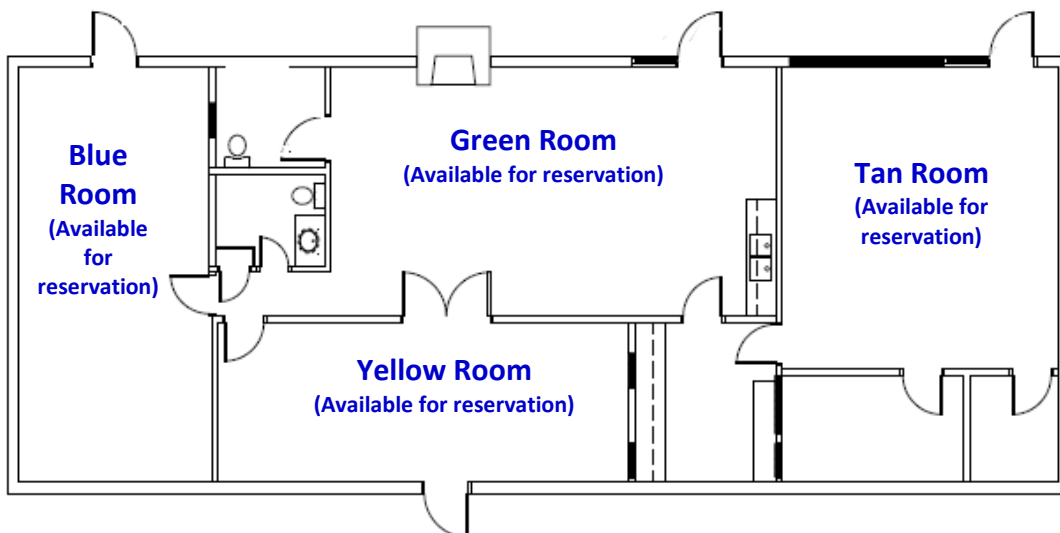 Blue
Room
(Available
for
reservation)
Green Room
(Available for reservation)
Tan Room
(Available for
reservation)
Yellow Room
(Available for reservation)